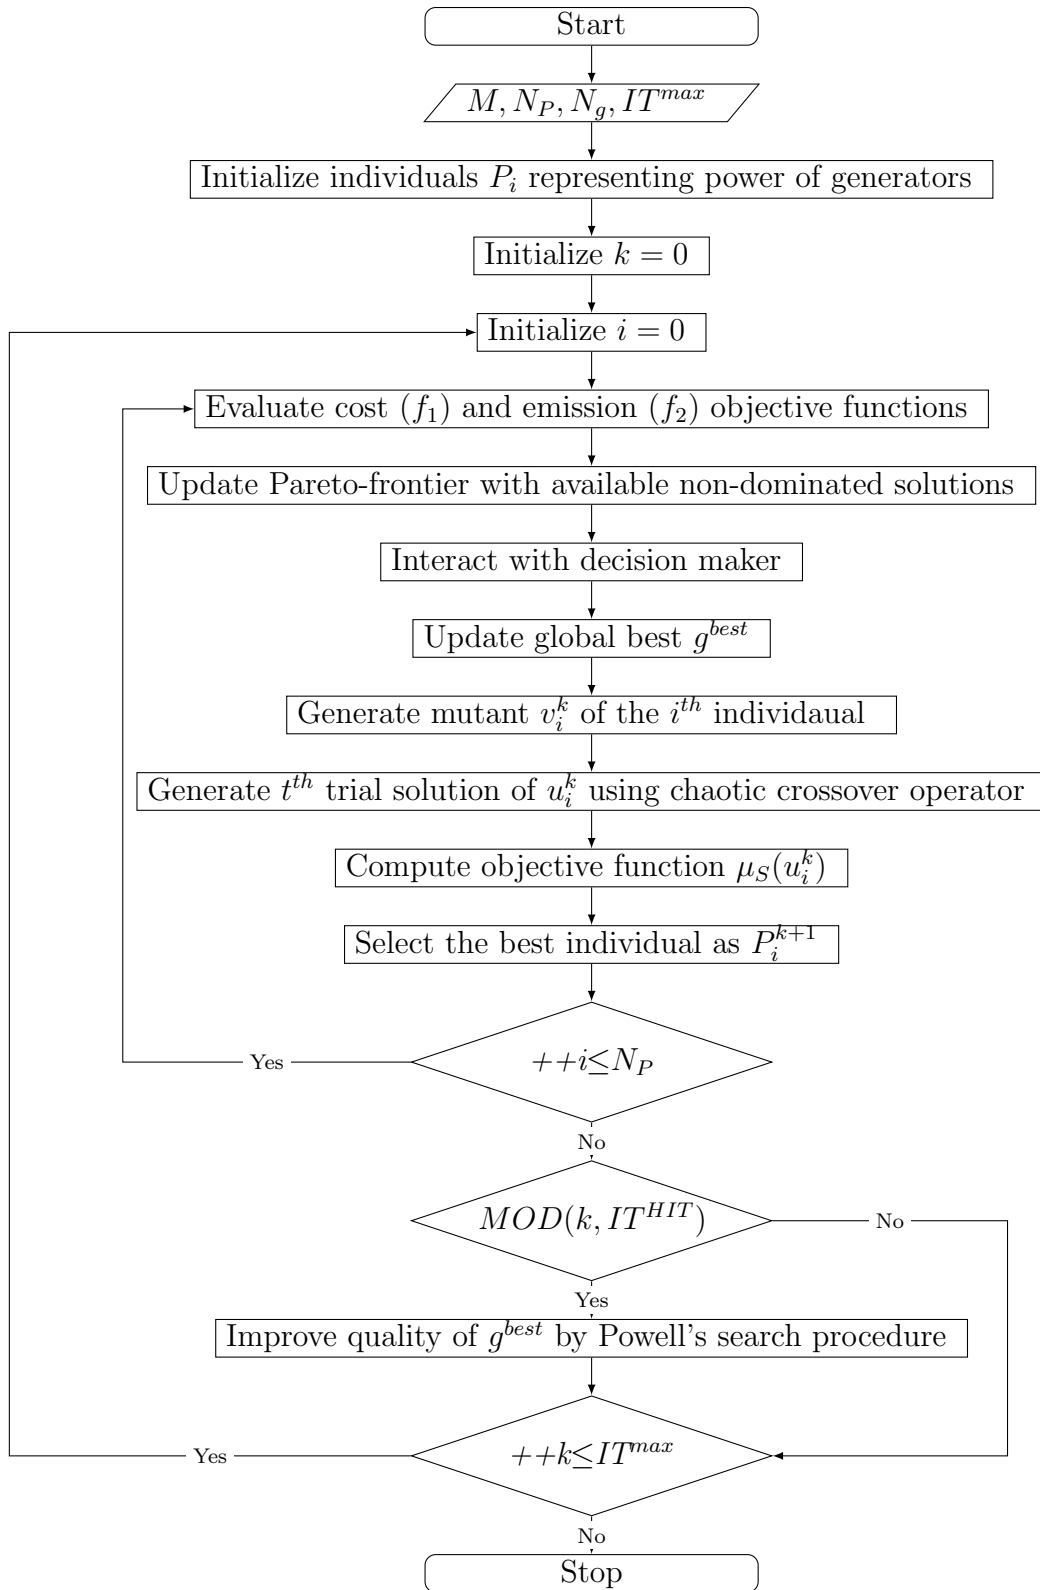 Start
$M, N_P, N_g, IT^{max}$
Initialize individuals $P_i$ representing power of generators
Initialize $k = 0$
Initialize $i = 0$
Evaluate cost ($f_1$) and emission ($f_2$) objective functions
Update Pareto-frontier with available non-dominated solutions
Interact with decision maker
Update global best $g^{best}$
Generate mutant $v_i^k$ of the $i^{th}$ individaual
Generate $t^{th}$ trial solution of $u_i^k$ using chaotic crossover operator
Compute objective function $\mu_S(u_i^k)$
Select the best individual as $P_i^{k+1}$
Yes
$++i \leq N_P$
No
$MOD(k, IT^{HIT})$
No
Yes
Improve quality of $g^{best}$ by Powell's search procedure
Yes
$++k \leq IT^{max}$
No
Stop